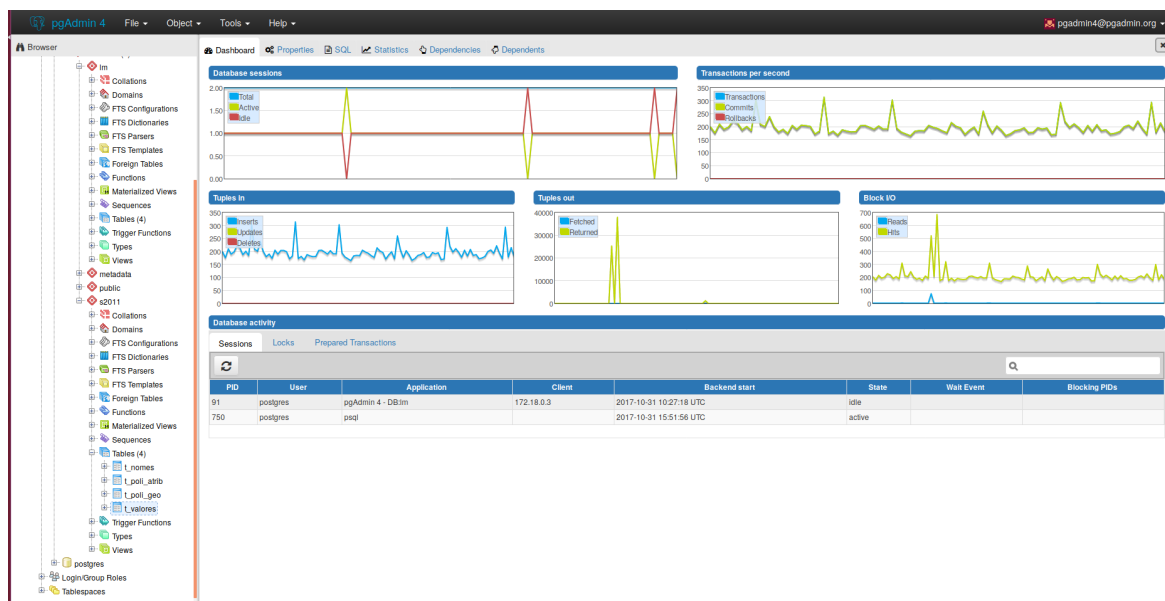 pgAdmin 4 File Object Tools Help pgadmin4@pgadmin.org
Browser
Dashboard Properties SQL Statistics Dependencies Dependents
lm
Collations
Domains
FTS Configurations
FTS Dictionaries
FTS Parsers
FTS Templates
Foreign Tables
Functions
Materialized Views
Sequences
Tables (4)
Trigger Functions
Types
Views
metadata
public
s2011
Collations
Domains
FTS Configurations
FTS Dictionaries
FTS Parsers
FTS Templates
Foreign Tables
Functions
Materialized Views
Sequences
Tables (4)
t_nomes
t_poli_atrib
t_poli_geo
t_valores
Trigger Functions
Types
Views
postgres
Login/Group Roles
Tablespaces
Database sessions
2.00
1.50
1.00
0.50
0.00
Total
Active
Idle
Transactions per second
350
300
250
200
150
100
50
0
Transactions
Commits
Rollbacks
Tuples in
350
300
250
200
150
100
50
0
Inserts
Updates
Deletes
Tuples out
40000
30000
20000
10000
0
Fetched
Returned
Block I/O
700
600
500
400
300
200
100
0
Reads
Hits
Database activity
Sessions Locks Prepared Transactions
PID User Application Client Backend start State Wait Event Blocking PIDs
91 postgres pgAdmin 4 - DB:lm 172.18.0.3 2017-10-31 10:27:18 UTC idle
750 postgres psql 2017-10-31 15:51:56 UTC active